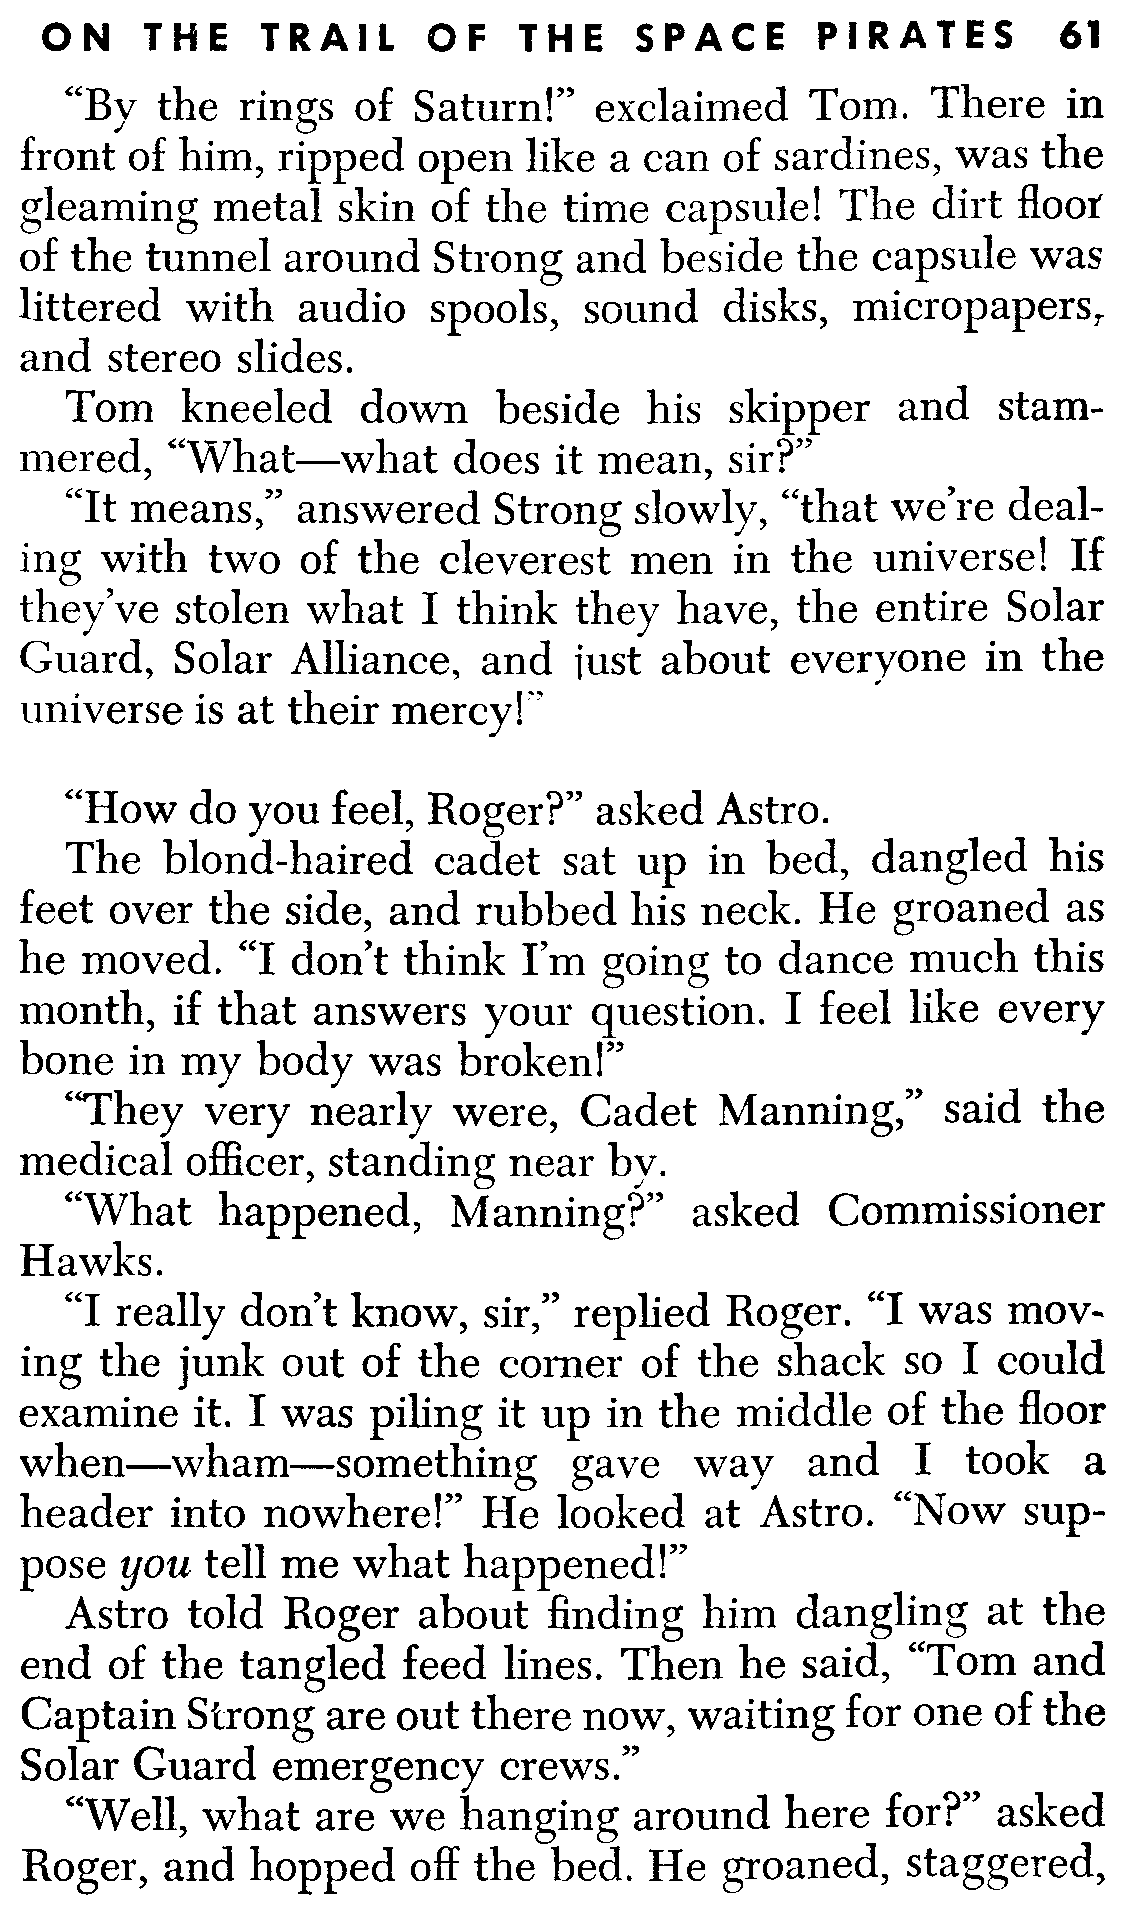 ON THE TRAIL OF THE SPACE PIRATES 61
“By the rings of Saturn!” exclaimed Tom. There in
front of him, ripped open like a can of sardines, was the
gleaming metal skin of the time capsule! The dirt floor
of the tunnel around Strong and beside the capsule was
littered with audio spools, sound disks, micropapers,
and stereo slides.
Tom kneeled down beside his skipper and stam-
mered, “What—what does it mean, sir?”
“It means,” answered Strong slowly, “that we’re deal-
ing with two of the cleverest men in the universe! If
they’ve stolen what I think they have, the entire Solar
Guard, Solar Alliance, and just about everyone in the
universe is at their mercy!”
“How do you feel, Roger?” asked Astro.
The blond-haired cadet sat up in bed, dangled his
feet over the side, and rubbed his neck. He groaned as
he moved. “I don’t think I’m going to dance much this
month, if that answers your question. I feel like every
bone in my body was broken!”
“They very nearly were, Cadet Manning,” said the
medical officer, standing near by.
“What happened, Manning?” asked Commissioner
Hawks.
“I really don’t know, sir,” replied Roger. “I was mov-
ing the junk out of the corner of the shack so I could
examine it. I was piling it up in the middle of the floor
when—wham—something gave way and I took a
header into nowhere!” He looked at Astro. “Now sup-
pose you tell me what happened!”
Astro told Roger about finding him dangling at the
end of the tangled feed lines. Then he said, “Tom and
Captain Strong are out there now, waiting for one of the
Solar Guard emergency crews.”
“Well, what are we hanging around here for?” asked
Roger, and hopped off the bed. He groaned, staggered,